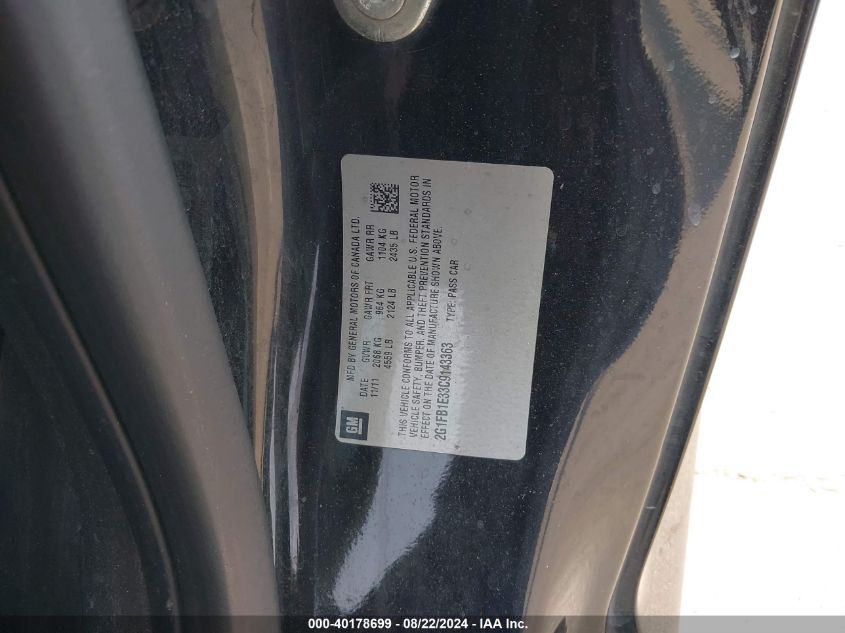 GM
MFD BY GENERAL MOTORS OF CANADA LTD.
DATE GVWR GAWR FRT GAWR RR
11/11 2068 KG 964 KG 1104 KG
4559 LB 2124 LB 2435 LB
THIS VEHICLE CONFORMS TO ALL APPLICABLE U.S. FEDERAL MOTOR
VEHICLE SAFETY, BUMPER, AND THEFT PREVENTION STANDARDS IN
EFFECT ON THE DATE OF MANUFACTURE SHOWN ABOVE.
2G1FB1E33C9143363 TYPE: PASS CAR
000-40178699 - 08/22/2024 - IAA Inc.